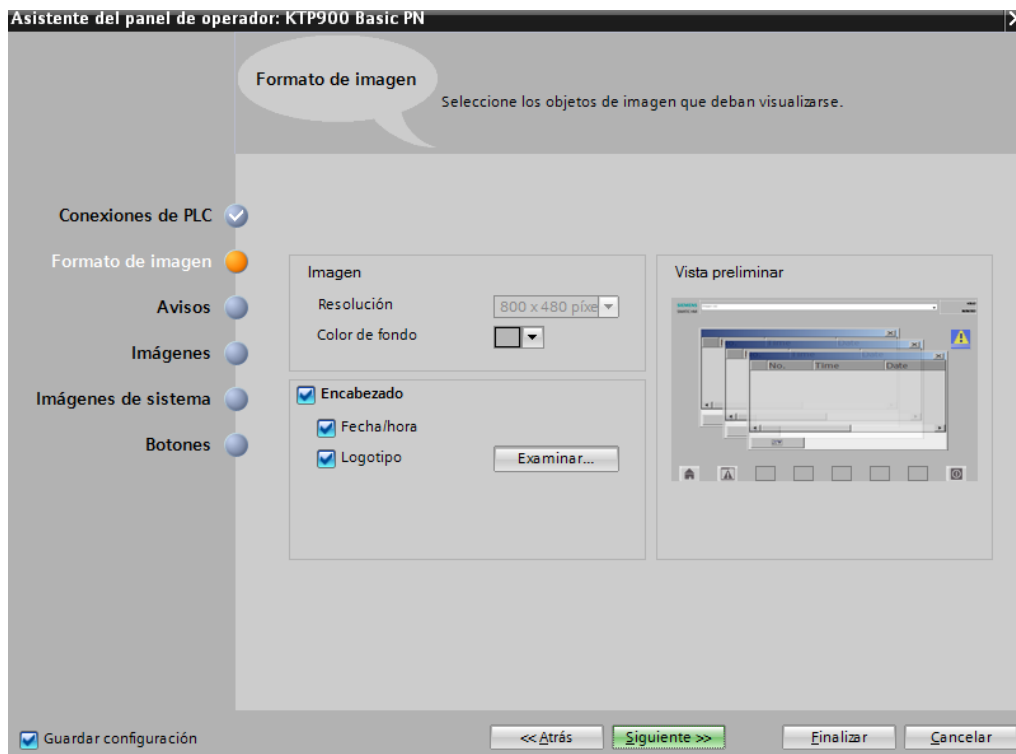 Asistente del panel de operador: KTP900 Basic PN
Formato de imagen
Seleccione los objetos de imagen que deban visualizarse.
Conexiones de PLC
Formato de imagen
Avisos
Imágenes
Imágenes de sistema
Botones
Imagen
Resolución
800 x 480 píxe
Color de fondo
Encabezado
Fecha/hora
Logotipo
Examinar...
Vista preliminar
SIEMENS
No. Time Date
Guardar configuración
<< Atrás
Siguiente >>
Finalizar
Cancelar